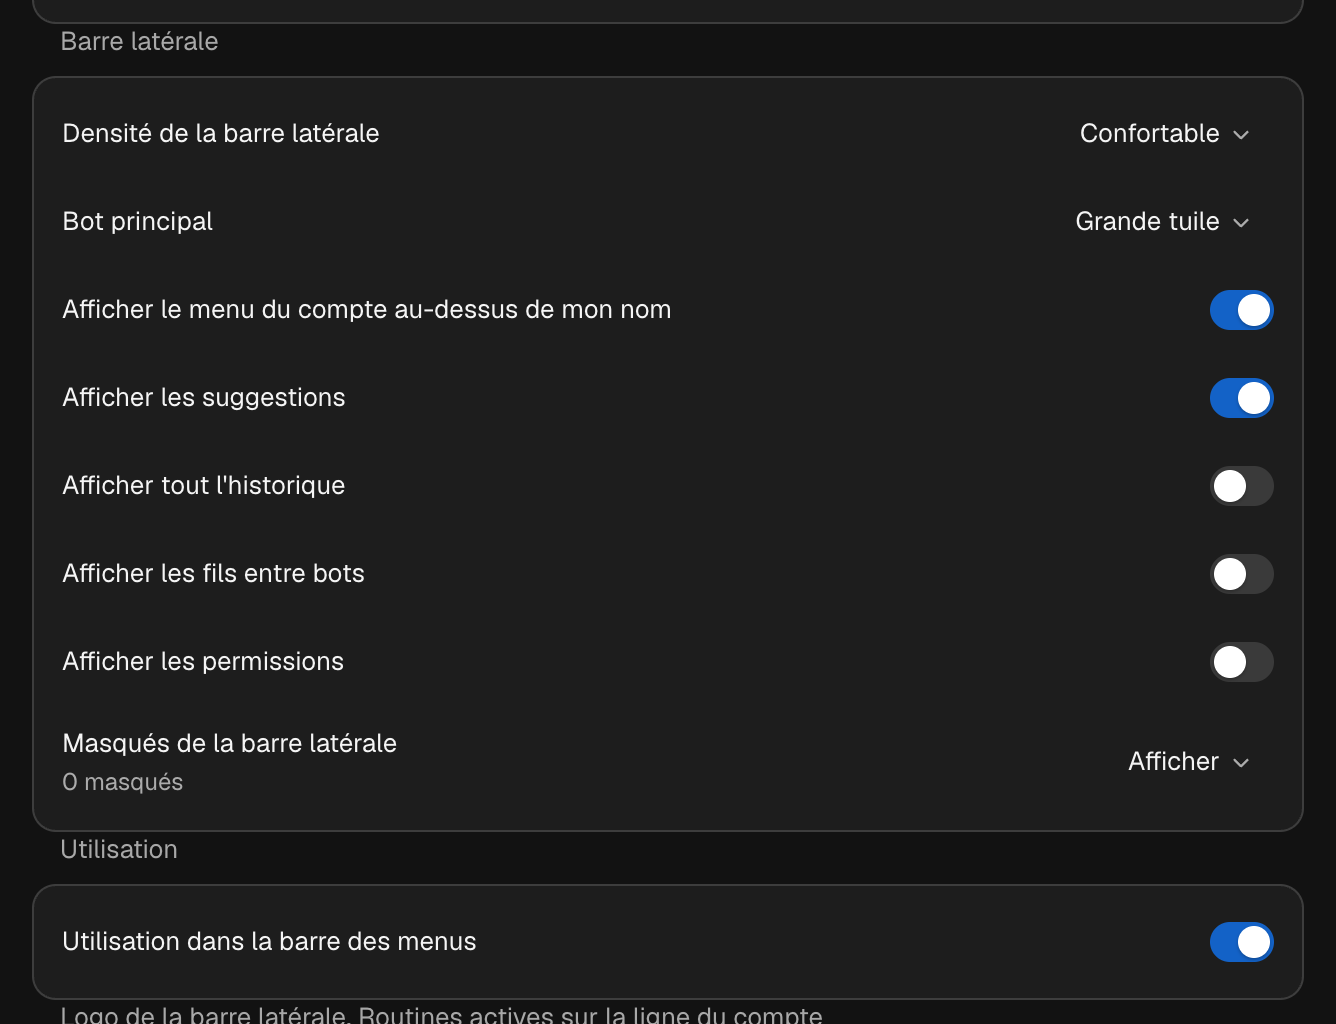 Barre latérale
Densité de la barre latérale
Confortable
Bot principal
Grande tuile
Afficher le menu du compte au-dessus de mon nom
Afficher les suggestions
Afficher tout l'historique
Afficher les fils entre bots
Afficher les permissions
Masqués de la barre latérale
0 masqués
Afficher
Utilisation
Utilisation dans la barre des menus
Logo de la barre latérale. Routines actives sur la ligne du compte